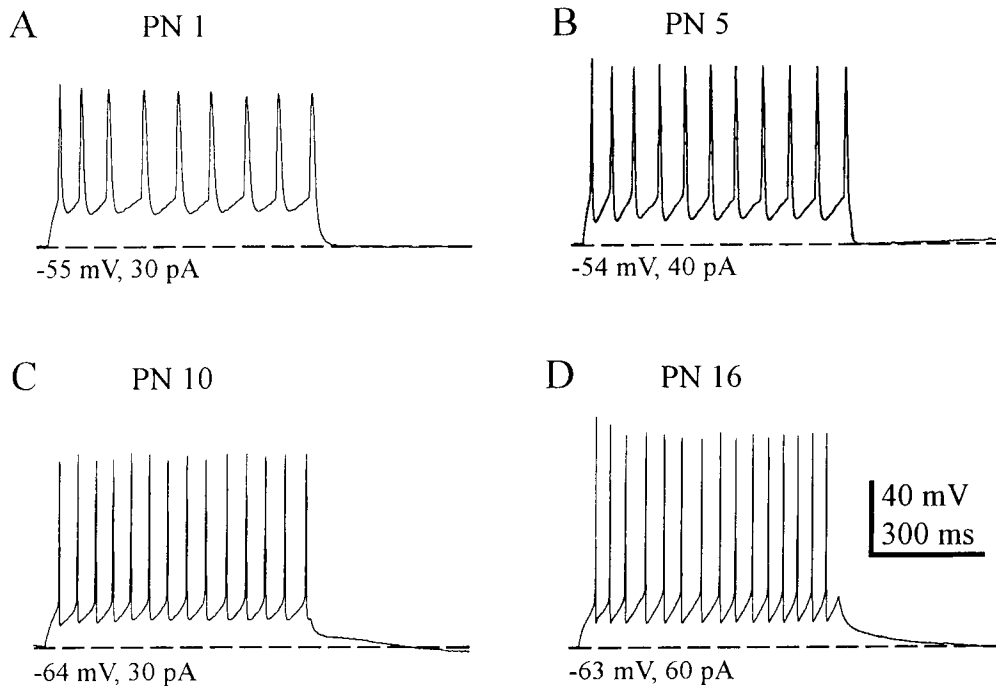 A PN 1
B PN 5
-55 mV, 30 pA
-54 mV, 40 pA
C PN 10
D PN 16
40 mV
300 ms
-64 mV, 30 pA
-63 mV, 60 pA